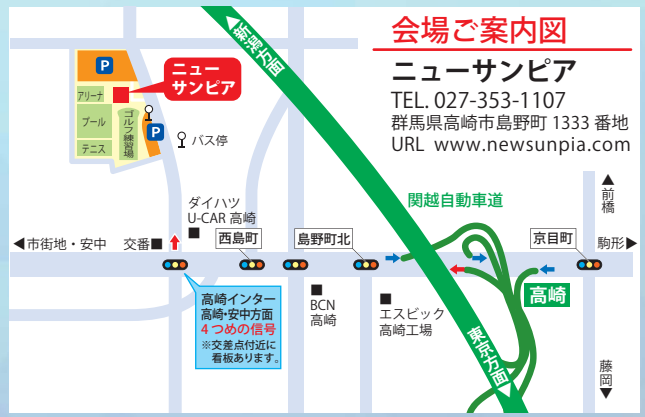 会場ご案内図
ニューサンピア
TEL. 027-353-1107
群馬県高崎市島野町 1333 番地
URL www.newsunpia.com
新潟方面
P
ニュー
サンピア
アリーナ
プール
テニス
ゴルフ練習場
P
バス停
関越自動車道
前橋
ダイハツ
U-CAR 高崎
◀市街地・安中
交番■
西島町
島野町北
京目町
駒形▶
高崎インター
高崎・安中方面
4つめの信号
※交差点付近に
看板あります。
BCN
高崎
エスビック
高崎工場
高崎
東京方面
藤岡